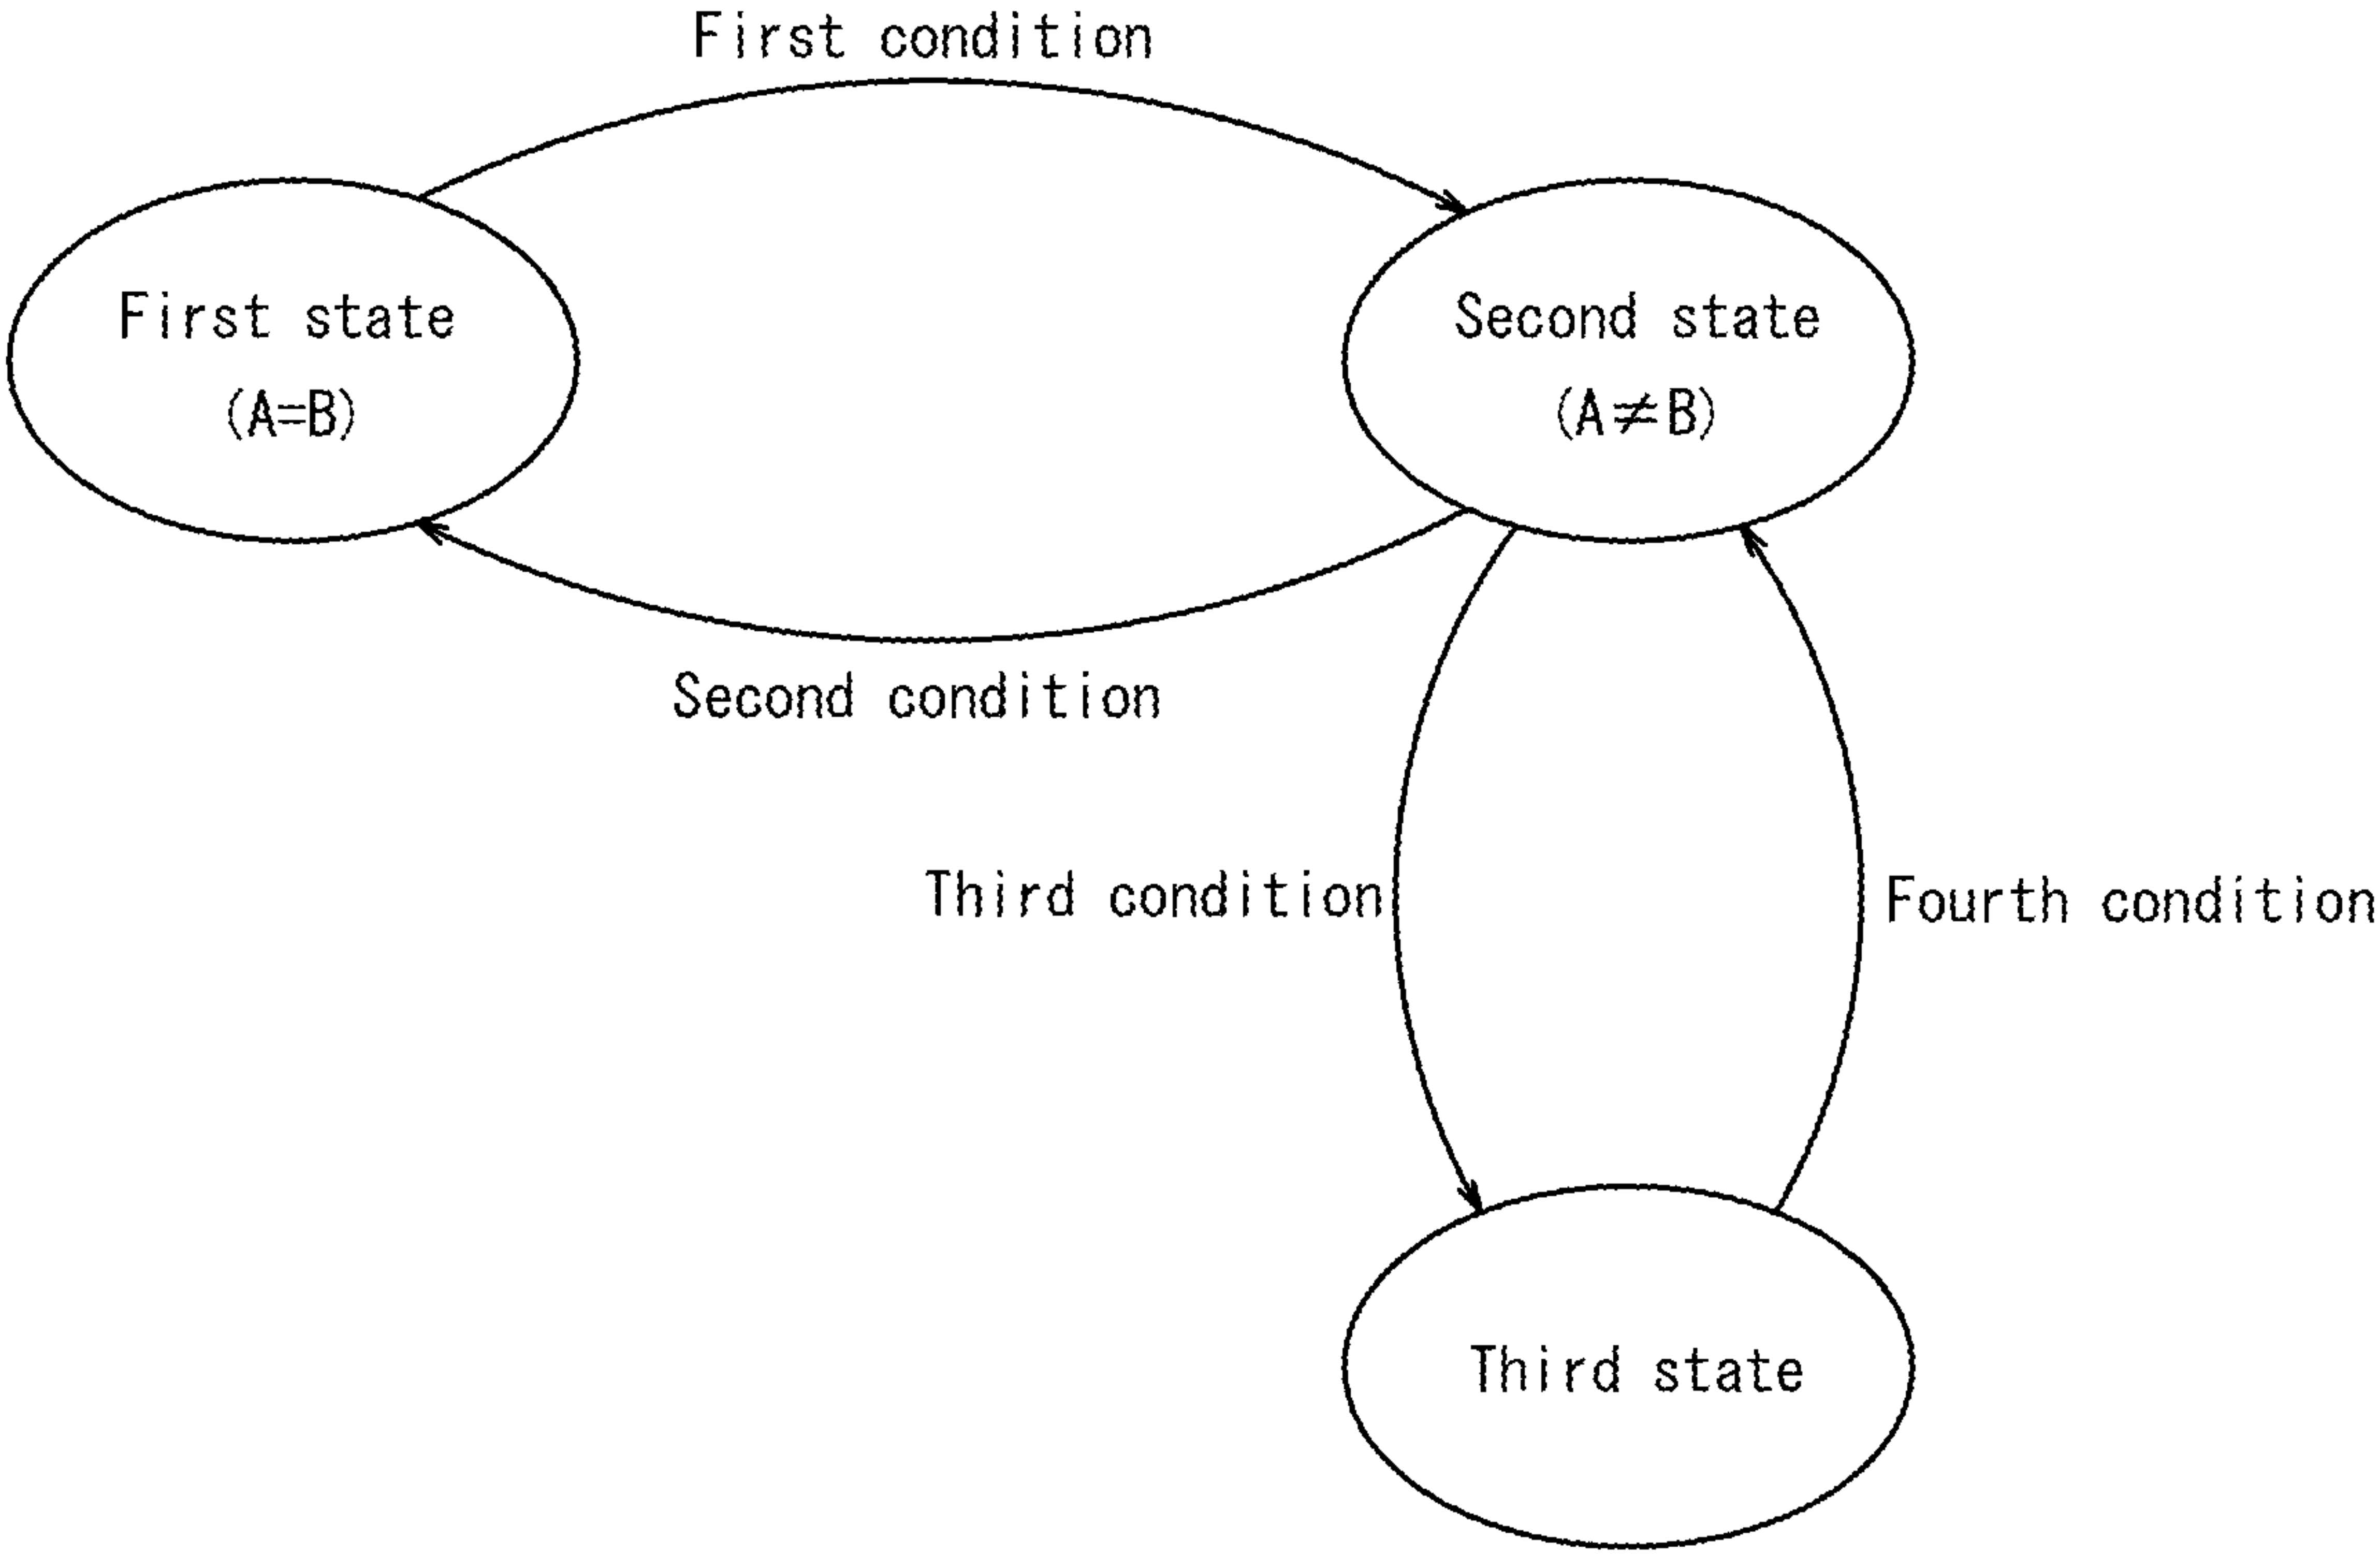 First condition
First state
(A=B)
Second state
(A≠B)
Second condition
Third condition
Fourth condition
Third state